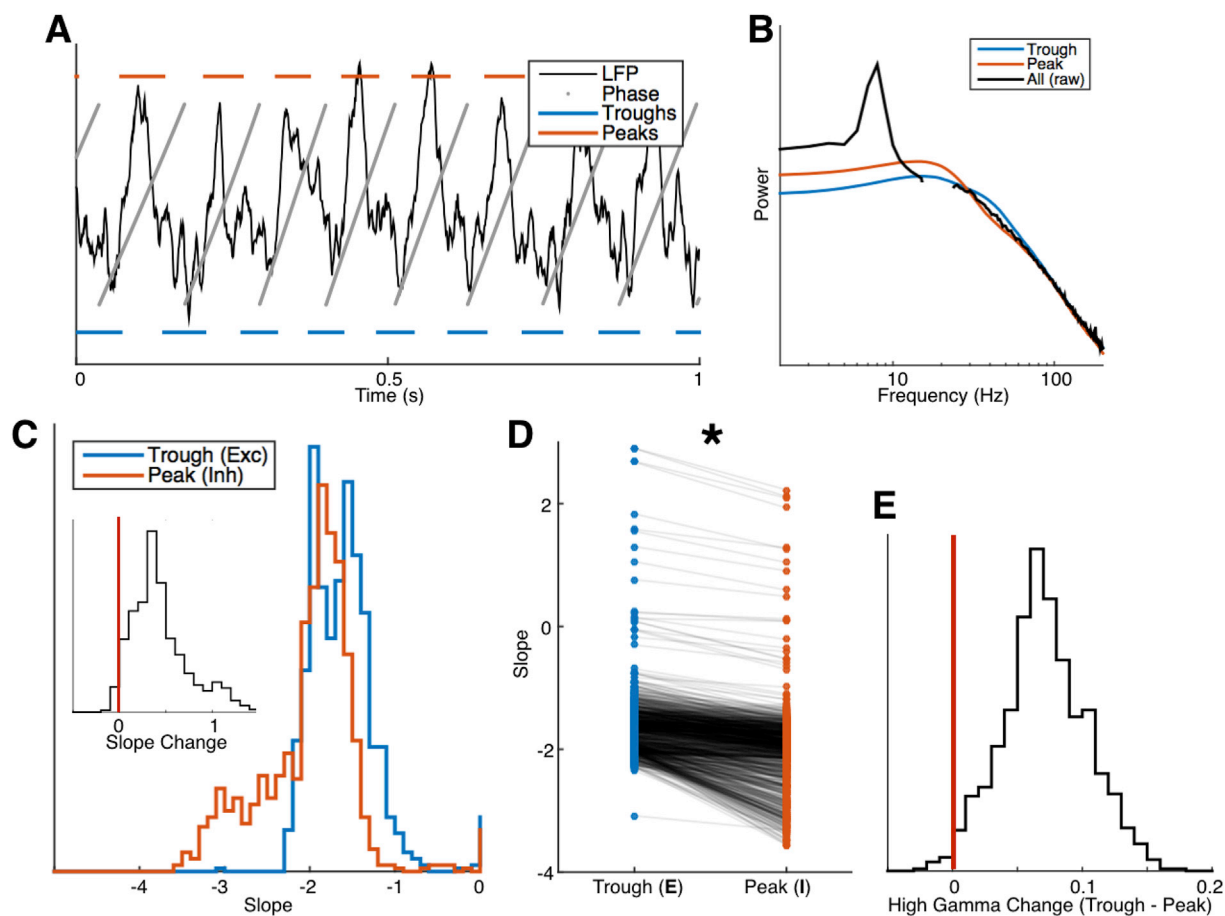 A
LFP
Phase
Troughs
Peaks
0
0.5
1
Time (s)
B
Trough
Peak
All (raw)
Power
10
100
Frequency (Hz)
C
Trough (Exc)
Peak (Inh)
0
1
Slope Change
-4
-3
-2
-1
0
Slope
D
*
2
0
-2
-4
Slope
Trough (E)
Peak (I)
E
0
0.1
0.2
High Gamma Change (Trough - Peak)